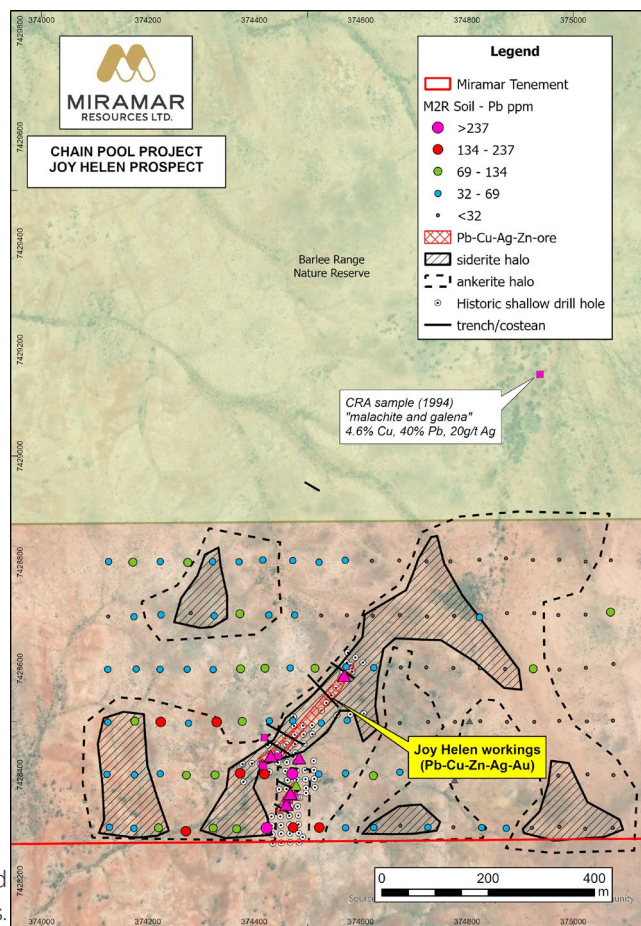 374000 374200 374400 374600 374800 375000
7429800
7429600
7429400
7429200
7429000
7428800
7428600
7428400
7428200
MIRAMAR
RESOURCES LTD.
CHAIN POOL PROJECT
JOY HELEN PROSPECT
Legend
Miramar Tenement
M2R Soil - Pb ppm
>237
134 - 237
69 - 134
32 - 69
<32
Pb-Cu-Ag-Zn-ore
siderite halo
ankerite halo
Historic shallow drill hole
trench/costean
Barlee Range
Nature Reserve
CRA sample (1994)
"malachite and galena"
4.6% Cu, 40% Pb, 20g/t Ag
Joy Helen workings
(Pb-Cu-Zn-Ag-Au)
0 200 400
m
374000 374200 374400 374600 374800 375000